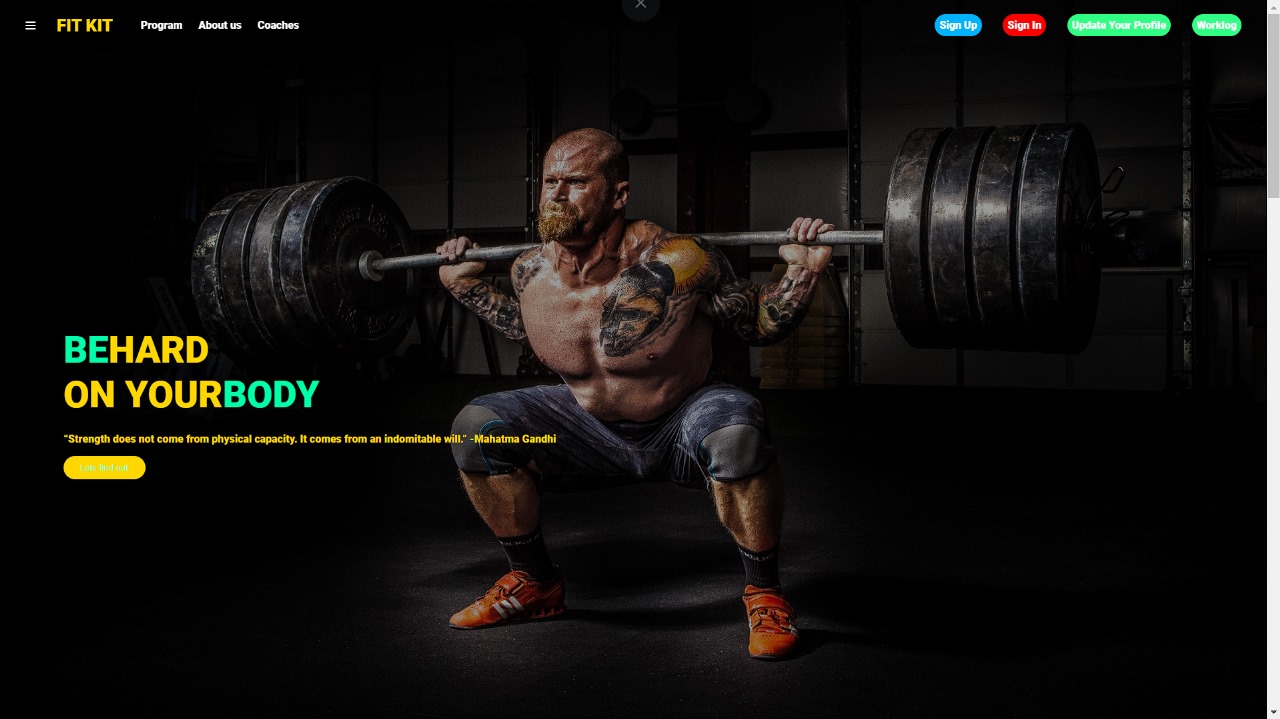 FIT KIT
Program
About us
Coaches
Sign Up
Sign In
Update Your Profile
Worklog
BEHARD
ON YOURBODY
“Strength does not come from physical capacity. It comes from an indomitable will.” -Mahatma Gandhi
Lets find out